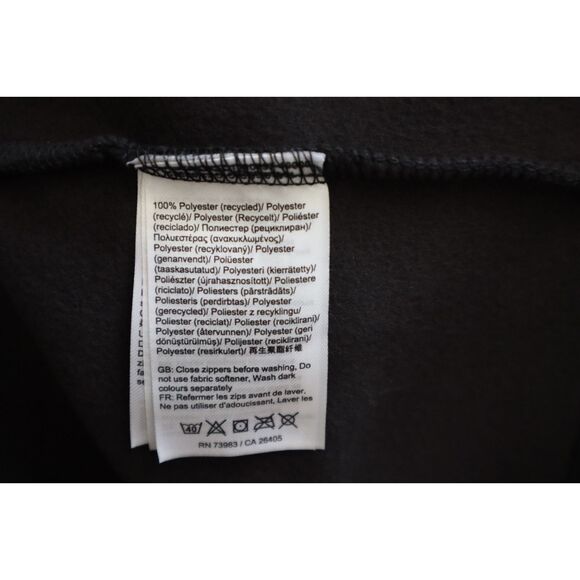 100% Polyester (recycled)/ Polyester
(recyclé)/ Polyester (Recycelt)/ Poliéster
(reciclado)/ Полиестер (рециклиран)/
Πολυεστέρας (ανακυκλωμένος)/
Polyester (recyklovaný)/ Polyester
(genanvendt)/ Polüester
(taaskasutatud)/ Polyesteri (kierrätetty)/
Poliészter (újrahasznosított)/ Poliestere
(riciclato)/ Poliesters (pārstrādāts)/
Poliesteris (perdirbtas)/ Polyester
(gerecycled)/ Poliester z recyklingu/
Poliester (reciclat)/ Poliester (reciklirani)/
Polyester (återvunnen)/ Polyester (geri
dönüştürülmüş)/ Polijester (reciklirani)/
Polyester (resirkulert)/ 再生聚酯纤维
GB: Close zippers before washing, Do
not use fabric softener, Wash dark
colours separately
FR: Refermer les zips avant de laver,
Ne pas utiliser d'adoucissant, Laver les
40
RN 73983 / CA 26405